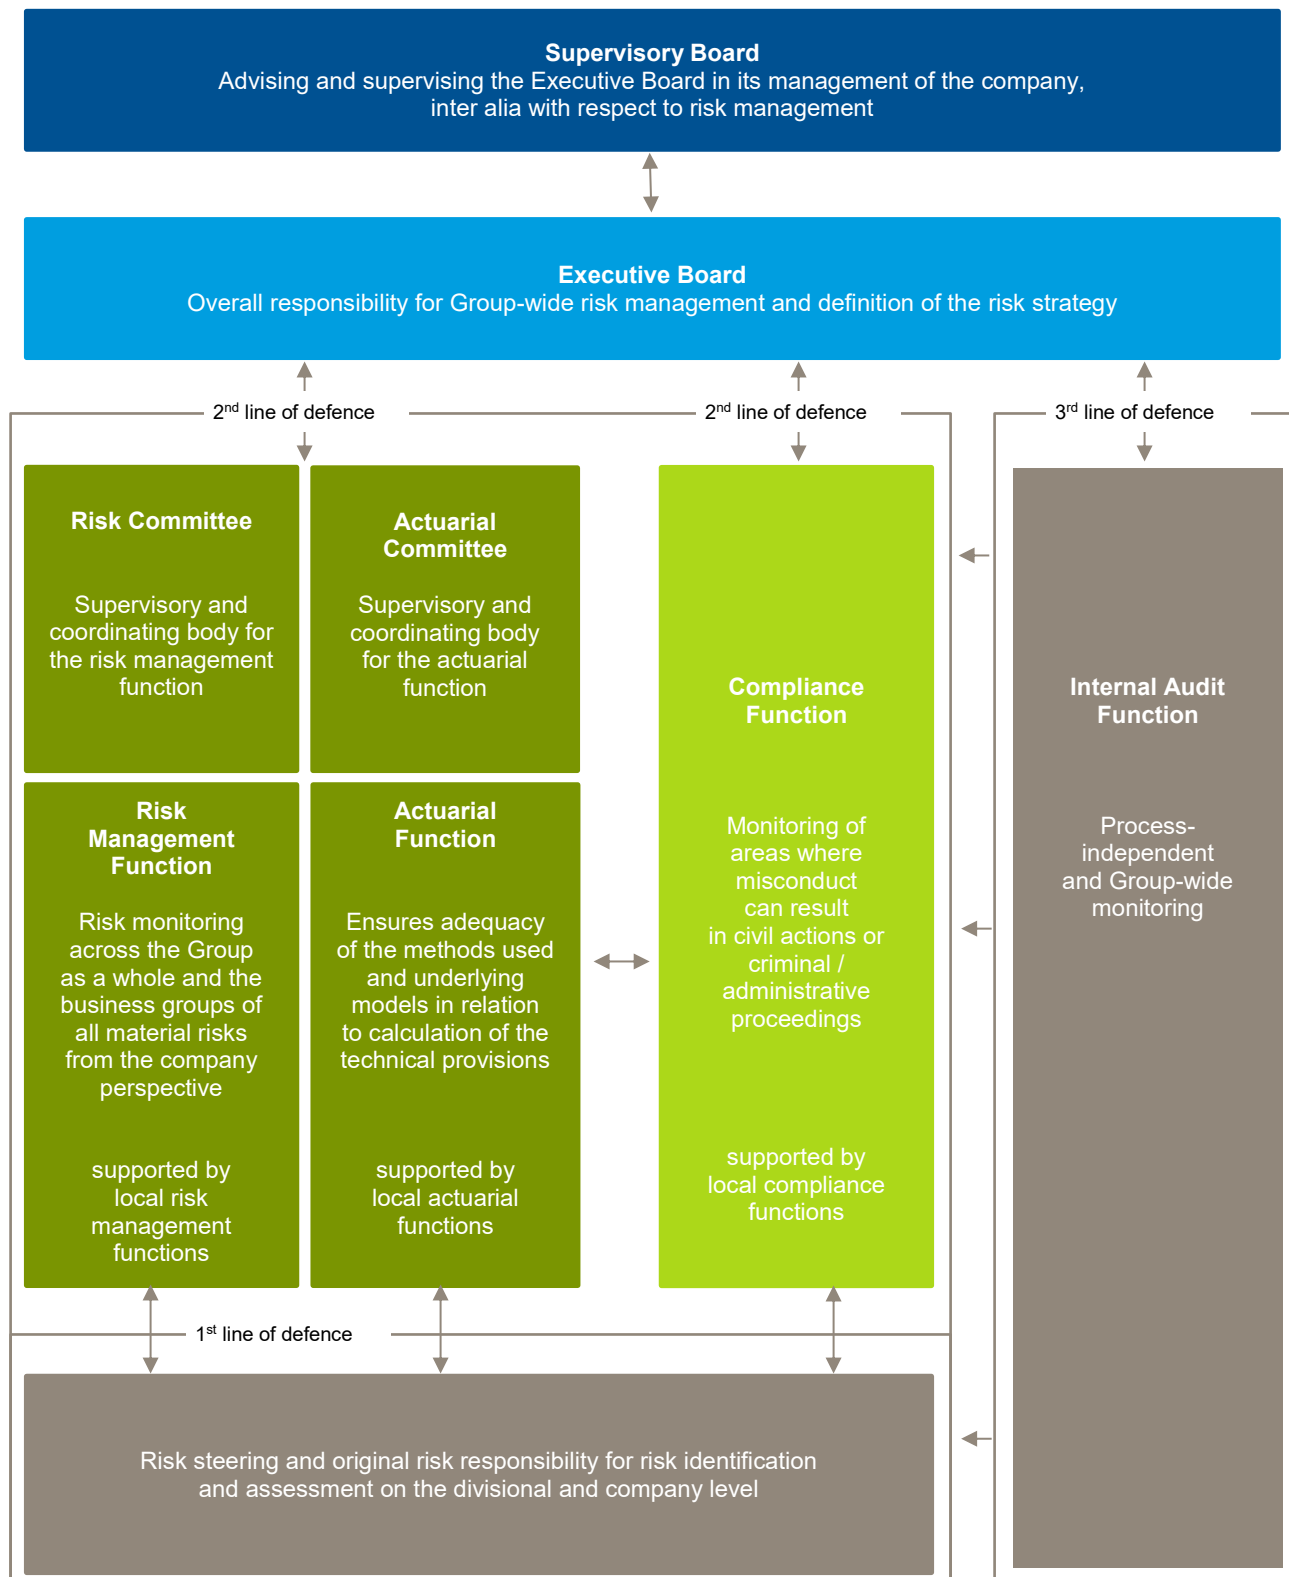 Supervisory Board
Advising and supervising the Executive Board in its management of the company,
inter alia with respect to risk management
Executive Board
Overall responsibility for Group-wide risk management and definition of the risk strategy
2nd line of defence
2nd line of defence
3rd line of defence
Risk Committee
Supervisory and
coordinating body for
the risk management
function
Actuarial
Committee
Supervisory and
coordinating body
for the actuarial
function
Risk
Management
Function
Risk monitoring
across the Group
as a whole and the
business groups of
all material risks
from the company
perspective
supported by
local risk
management
functions
Actuarial
Function
Ensures adequacy
of the methods used
and underlying
models in relation
to calculation of the
technical provisions
supported by
local actuarial
functions
Compliance
Function
Monitoring of
areas where
misconduct
can result
in civil actions or
criminal /
administrative
proceedings
supported by
local compliance
functions
Internal Audit
Function
Process-
independent
and Group-wide
monitoring
1st line of defence
Risk steering and original risk responsibility for risk identification
and assessment on the divisional and company level